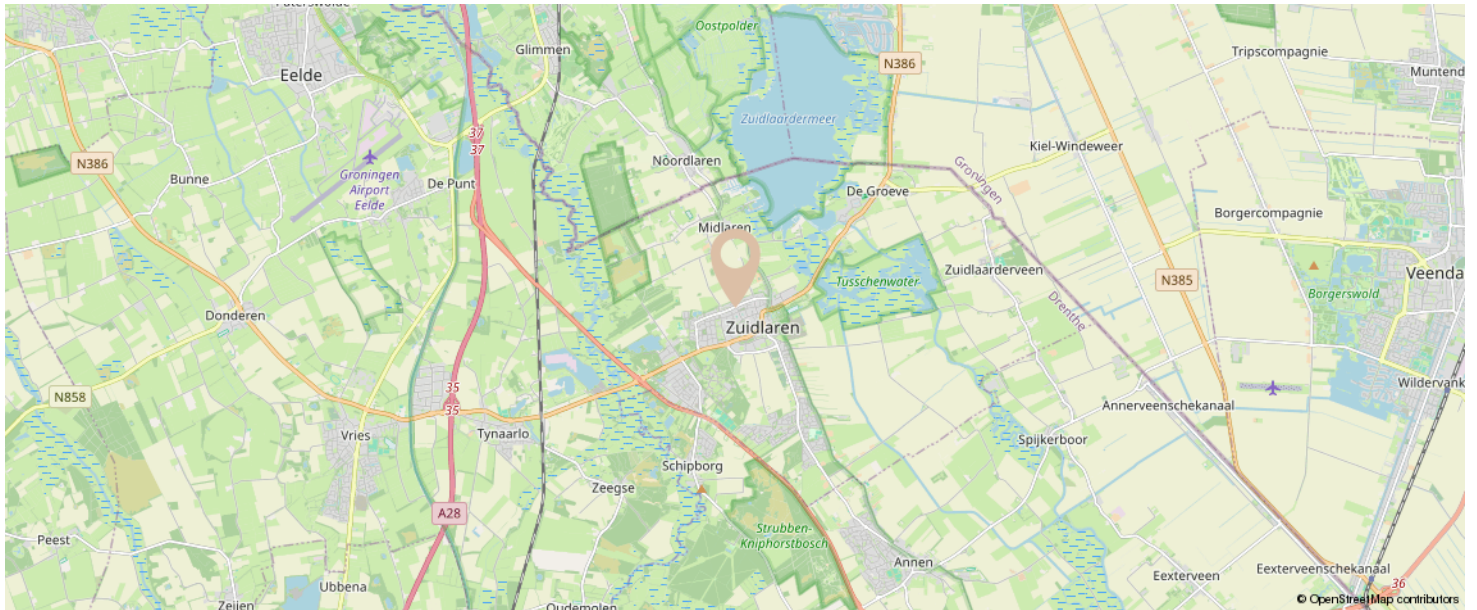 Paterswolde
Oostpolder
Glimmen
Tripscompagnie
Eelde
N386
Muntend
Zuidlaardermeer
37
37
Kiel-Windeweer
N386
Noordlaren
Groningen
Bunne
Groningen
Airport
Eelde
De Punt
De Groeve
Borgercompagnie
Midlaren
Zuidlaarderveen
N385
Veenda
Tusschenwater
Borgerswold
Drenthe
Donderen
Zuidlaren
35
35
N858
Wildervank
Annerveenschekanaal
Vries
Tynaarlo
Spijkerboor
Schipborg
Zeegse
A28
Strubben-
Kniphorstbosch
Peest
Annen
Eexterveen
Eexterveenschekanaal
36
Ubbena
© OpenStreetMap contributors
Zeijen
Oudemolen